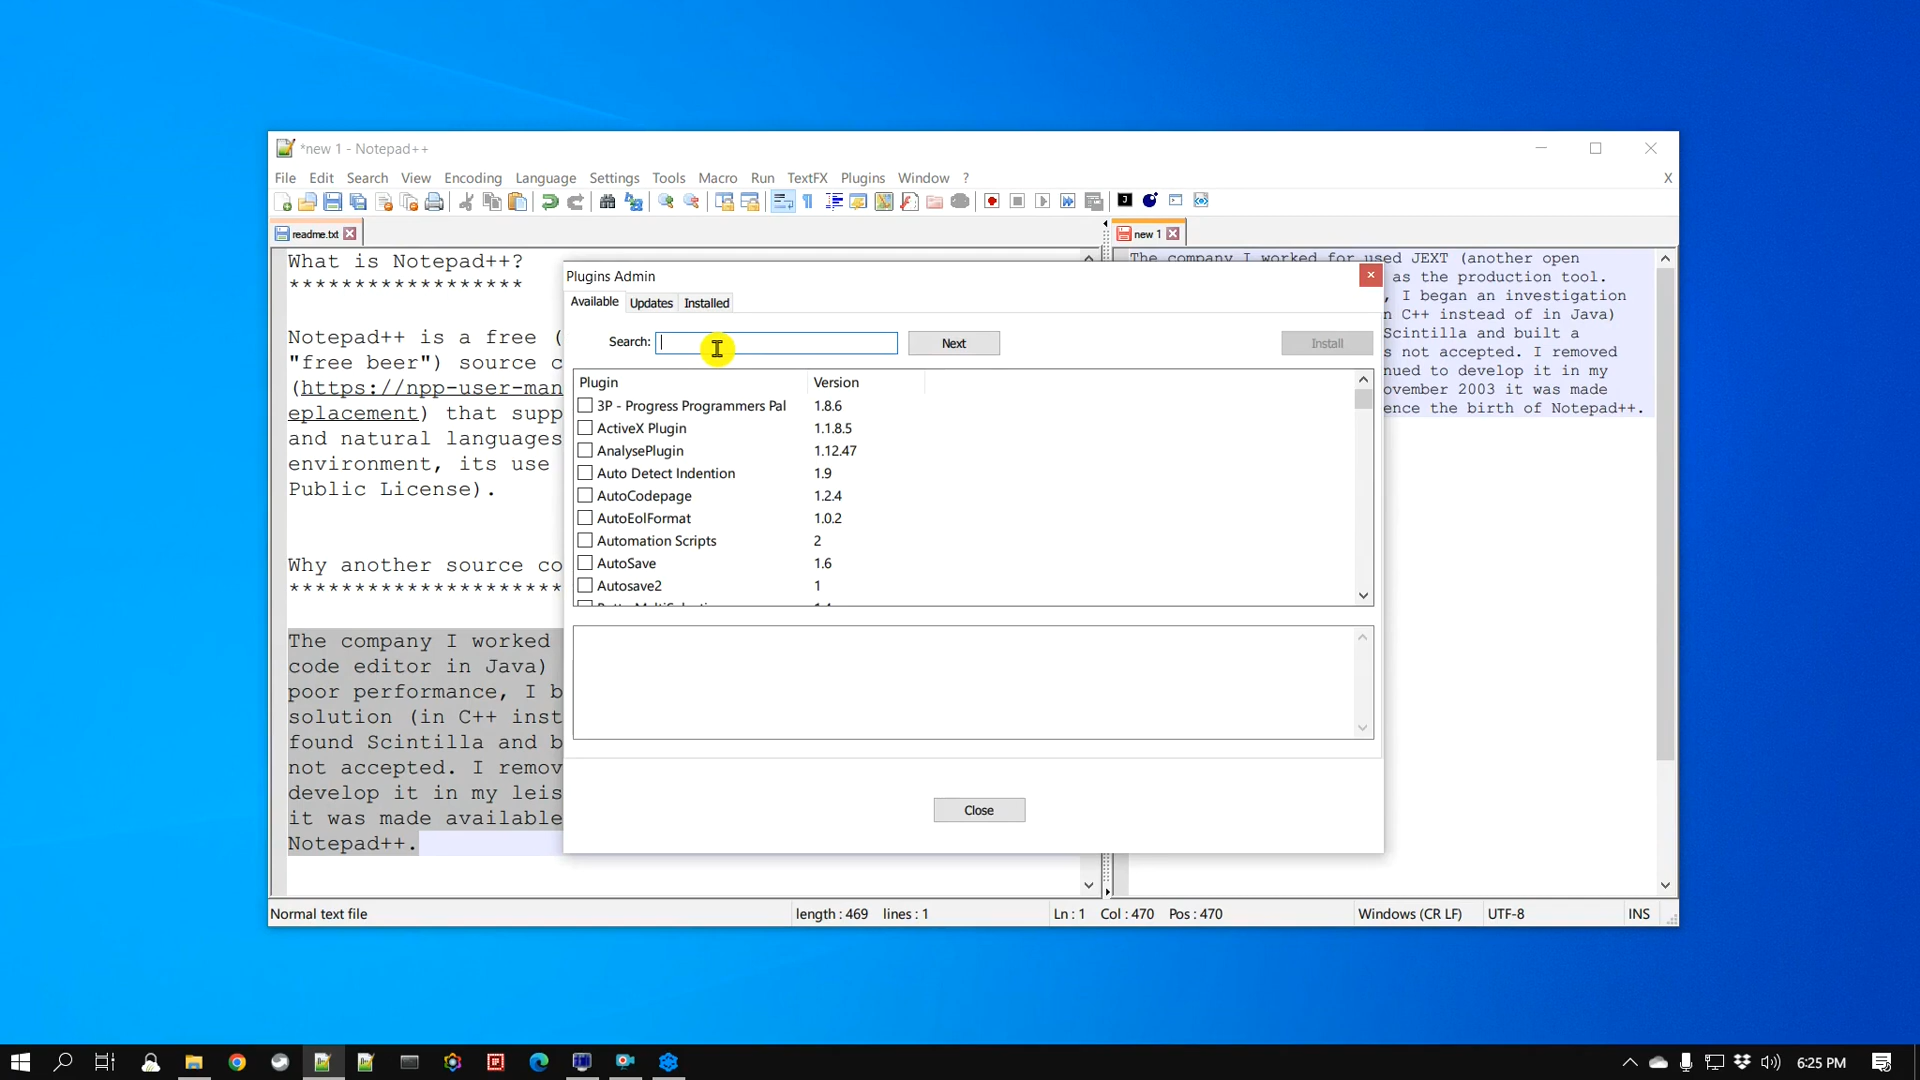 *new 1 - Notepad++
File Edit Search View Encoding Language Settings Tools Macro Run TextFX Plugins Window ? X
readme.txt
What is Notepad++?
******************
Notepad++ is a free (
"free beer") source c
(https://npp-user-man
eplacement) that supp
and natural languages
environment, its use
Public License).
Why another source co
*********************
The company I worked
code editor in Java)
poor performance, I b
solution (in C++ inst
found Scintilla and b
not accepted. I remov
develop it in my leis
it was made available
Notepad++.
new 1
The company I worked for used JEXT (another open
as the production tool.
, I began an investigation
n C++ instead of in Java)
Scintilla and built a
s not accepted. I removed
nued to develop it in my
ovember 2003 it was made
ence the birth of Notepad++.
Plugins Admin
Available Updates Installed
Search: Next Install
Plugin Version
3P - Progress Programmers Pal 1.8.6
ActiveX Plugin 1.1.8.5
AnalysePlugin 1.12.47
Auto Detect Indention 1.9
AutoCodepage 1.2.4
AutoEolFormat 1.0.2
Automation Scripts 2
AutoSave 1.6
Autosave2 1
Close
Normal text file length : 469 lines : 1 Ln : 1 Col : 470 Pos : 470 Windows (CR LF) UTF-8 INS
6:25 PM